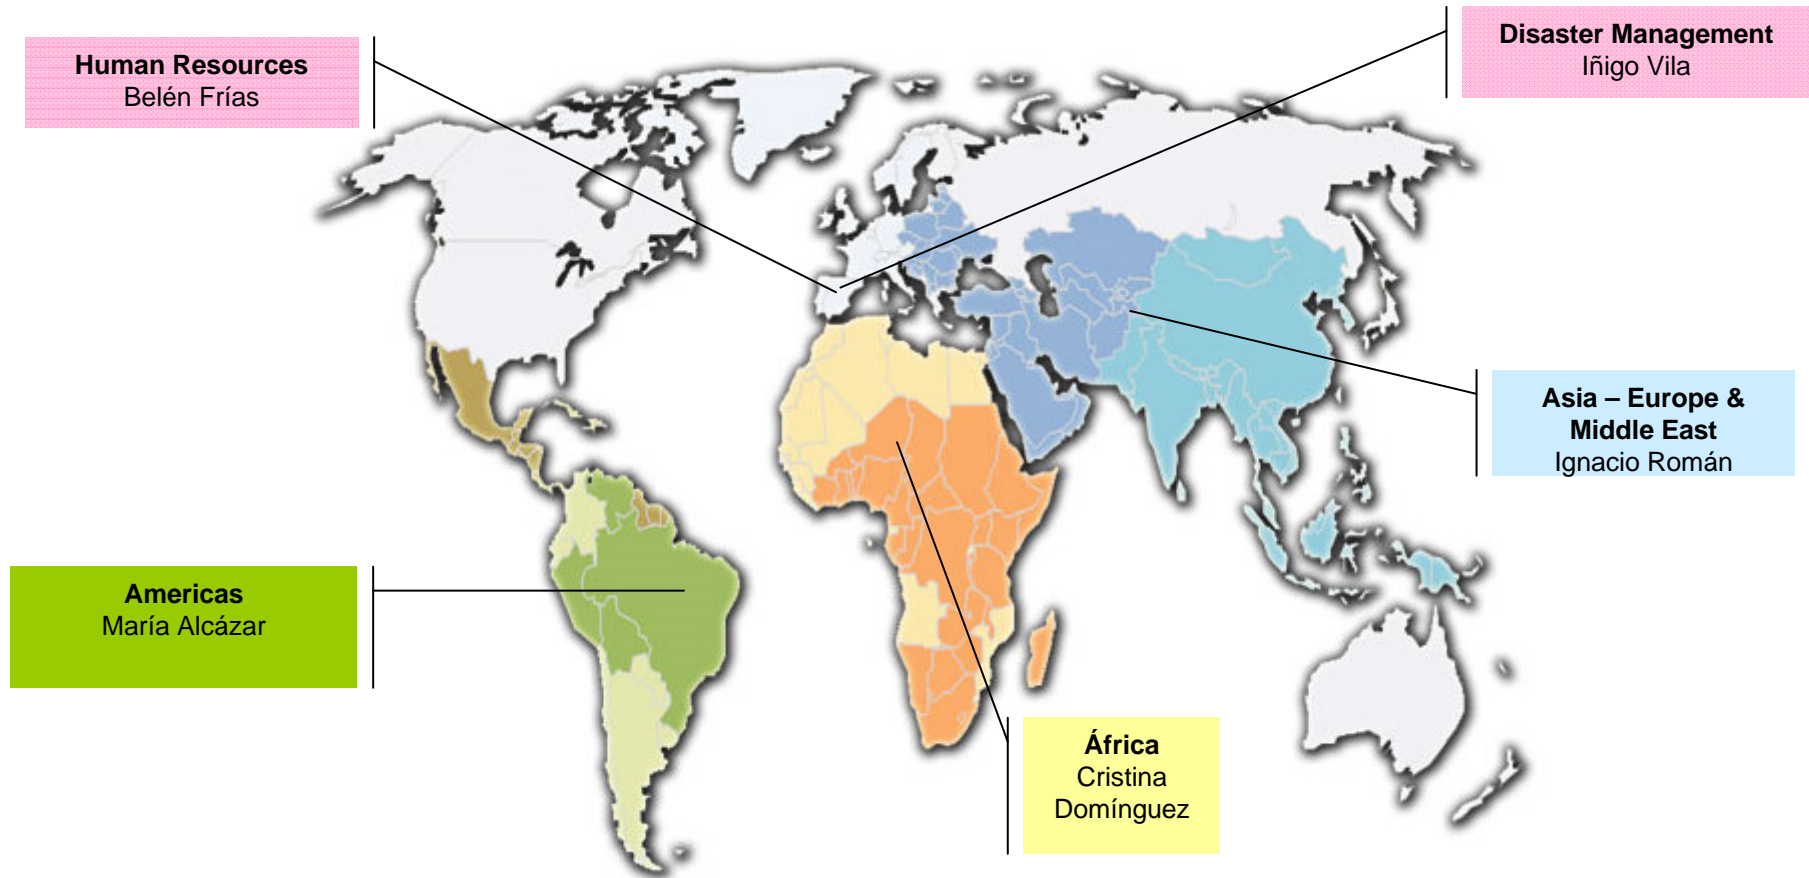 Human Resources
Belén Frías
Disaster Management
Iñigo Vila
Asia – Europe &
Middle East
Ignacio Román
Americas
María Alcázar
África
Cristina
Domínguez